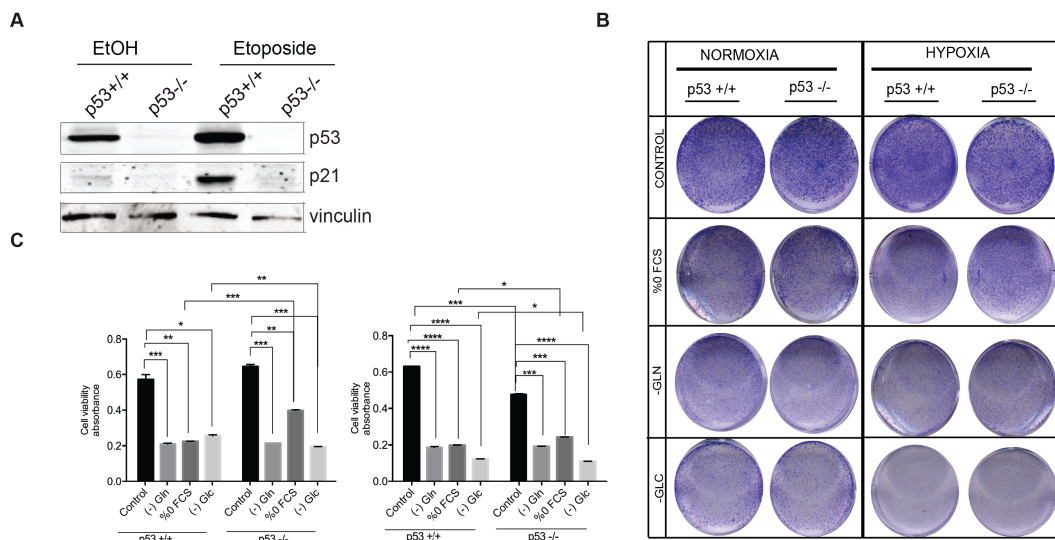 A
EtOH Etoposide
p53+/+ p53-/- p53+/+ p53-/-
p53
p21
vinculin
B
NORMOXIA HYPOXIA
p53 +/+ p53 -/- p53 +/+ p53 -/-
CONTROL
%0 FCS
-GLN
-GLC
C
Cell viability
absorbance
0.8
0.6
0.4
0.2
0.0
***
**
*
***
**
***
***
**
Control (-) Gln %0 FCS (-) Glc Control (-) Gln %0 FCS (-) Glc
p53 +/+ p53 -/-
Cell viability
absorbance
0.8
0.6
0.4
0.2
0.0
****
****
****
***
*
*
***
***
****
Control (-) Gln %0 FCS (-) Glc Control (-) Gln %0 FCS (-) Glc
p53 +/+ p53 -/-